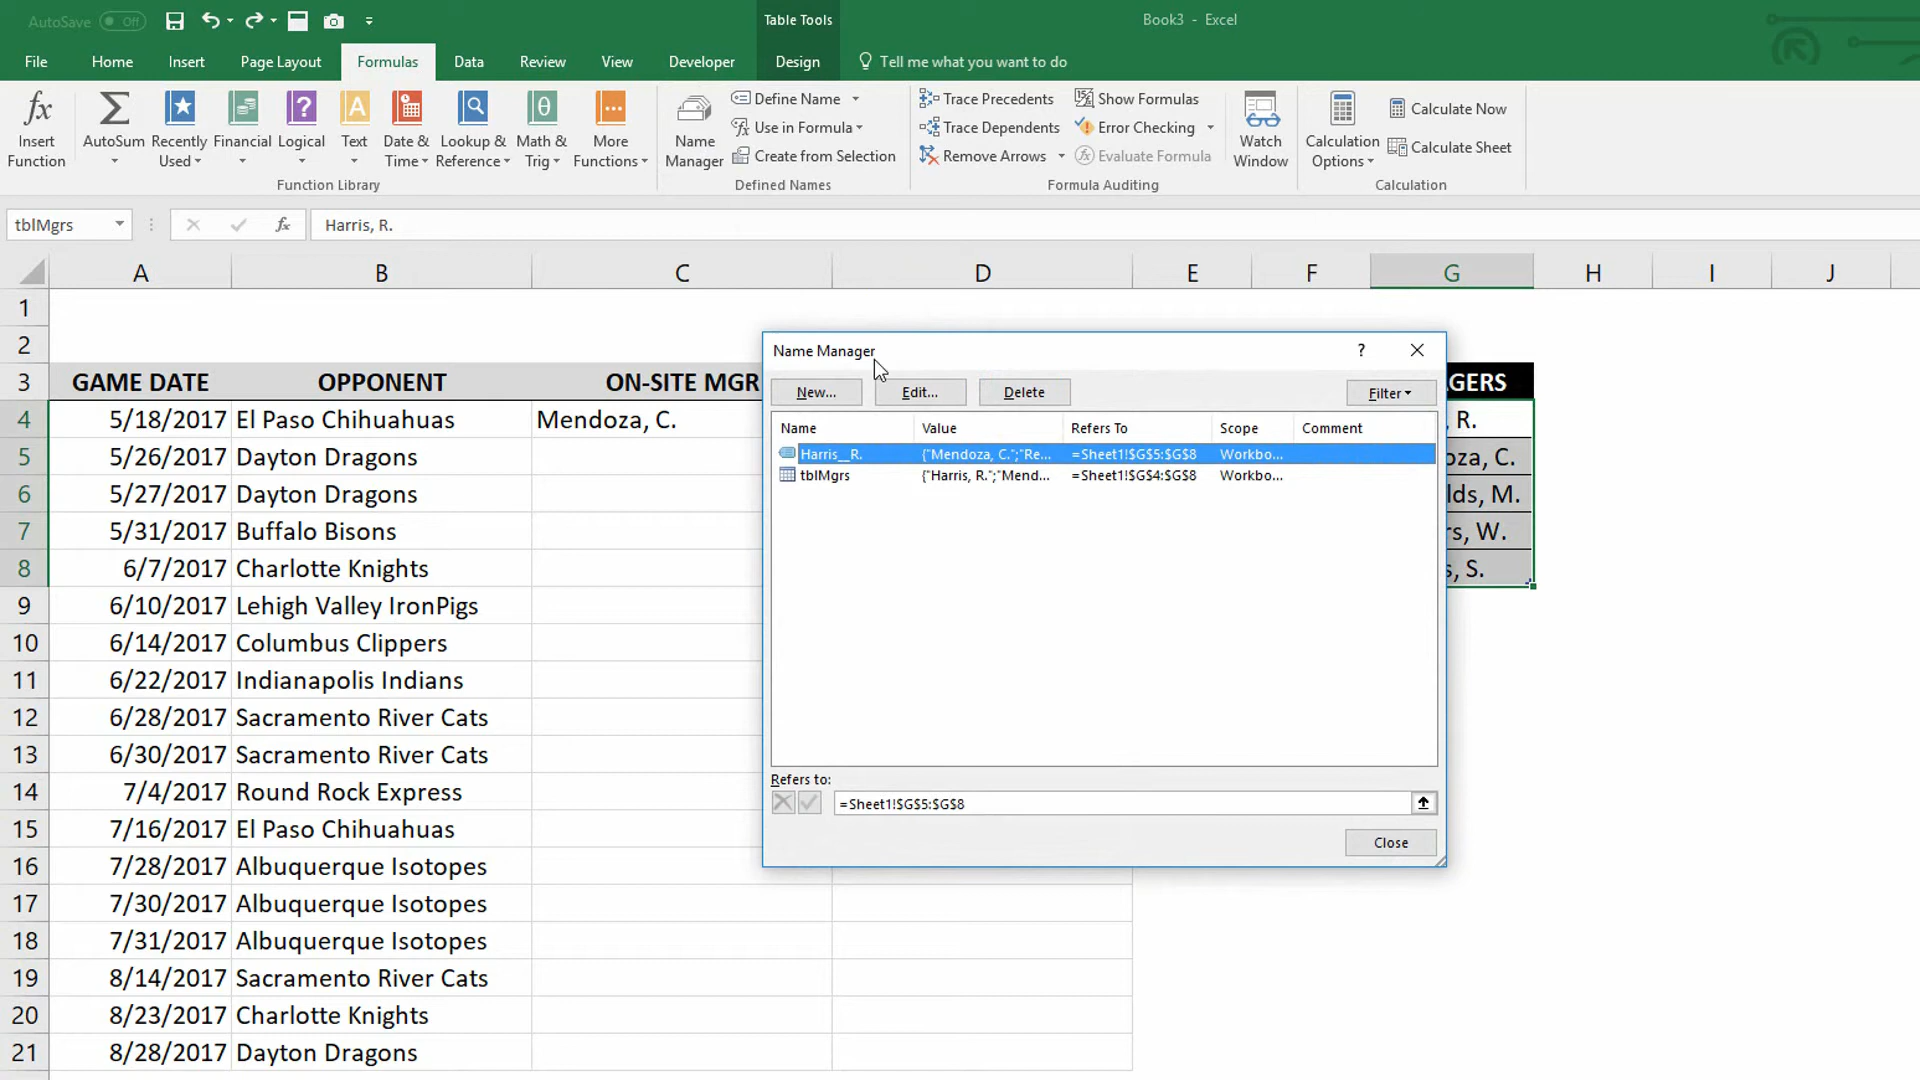 AutoSave Off
Table Tools
Book3 - Excel
File Home Insert Page Layout Formulas Data Review View Developer Design Tell me what you want to do
fx Insert Function
AutoSum
Recently Used
Financial
Logical
Text
Date & Time
Lookup & Reference
Math & Trig
More Functions
Function Library
Name Manager
Define Name
Use in Formula
Create from Selection
Defined Names
Trace Precedents
Trace Dependents
Remove Arrows
Show Formulas
Error Checking
Evaluate Formula
Formula Auditing
Watch Window
Calculation Options
Calculate Now
Calculate Sheet
Calculation
tblMgrs fx Harris, R.
A B C D E F G H I J
1
2
3 GAME DATE OPPONENT ON-SITE MGR GERS
4 5/18/2017 El Paso Chihuahuas Mendoza, C. , R.
5 5/26/2017 Dayton Dragons oza, C.
6 5/27/2017 Dayton Dragons lds, M.
7 5/31/2017 Buffalo Bisons rs, W.
8 6/7/2017 Charlotte Knights s, S.
9 6/10/2017 Lehigh Valley IronPigs
10 6/14/2017 Columbus Clippers
11 6/22/2017 Indianapolis Indians
12 6/28/2017 Sacramento River Cats
13 6/30/2017 Sacramento River Cats
14 7/4/2017 Round Rock Express
15 7/16/2017 El Paso Chihuahuas
16 7/28/2017 Albuquerque Isotopes
17 7/30/2017 Albuquerque Isotopes
18 7/31/2017 Albuquerque Isotopes
19 8/14/2017 Sacramento River Cats
20 8/23/2017 Charlotte Knights
21 8/28/2017 Dayton Dragons
Name Manager ?
New... Edit... Delete Filter
Name Value Refers To Scope Comment
Harris__R. {"Mendoza, C.";"Re... =Sheet1!$G$5:$G$8 Workbo...
tblMgrs {"Harris, R.";"Mend... =Sheet1!$G$4:$G$8 Workbo...
Refers to:
=Sheet1!$G$5:$G$8
Close